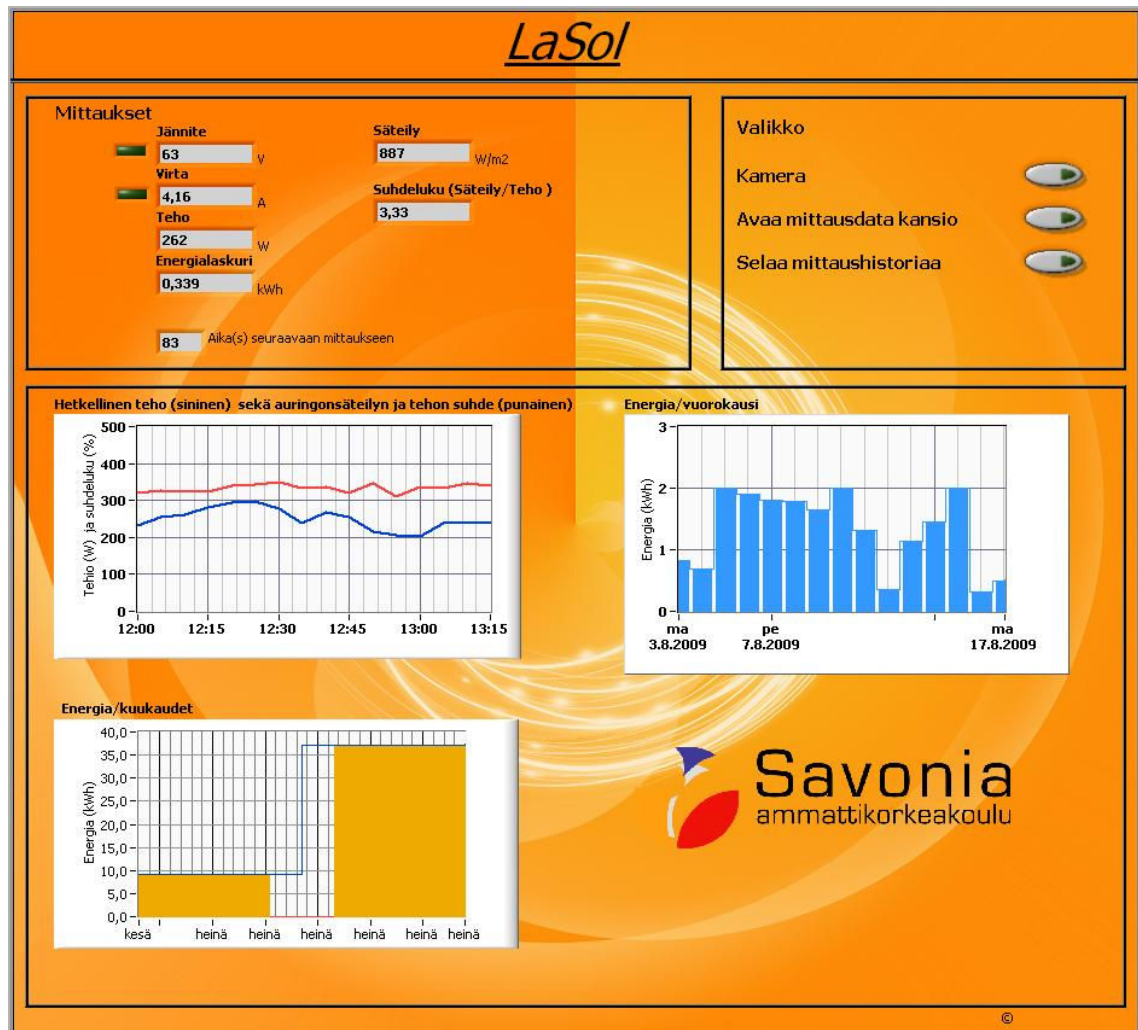 LaSol
Mittaukset
Jännite
63 V
Virta
4,16 A
Teho
262 W
Energialaskuri
0,339 kWh
83 Aika(s) seuraavaan mittaukseen
Säteily
887 W/m2
Suhdeluku (Säteily/Teho )
3,33
Valikko
Kamera
Avaa mittausdata kansio
Selaa mittaushistoriaa
Hetkellinen teho (sininen) sekä auringonsäteilyn ja tehon suhde (punainen)
Tehio (W) ja suhdeluku (%)
500
400
300
200
100
0
12:00 12:15 12:30 12:45 13:00 13:15
Energia/vuorokausi
Energia (kWh)
3
2
1
0
ma pe ma
3.8.2009 7.8.2009 17.8.2009
Energia/kuukaudet
Energia (kWh)
40,0
35,0
30,0
25,0
20,0
15,0
10,0
5,0
0,0
kesä heinä heinä heinä heinä heinä heinä
Savonia
ammattikorkeakoulu
©